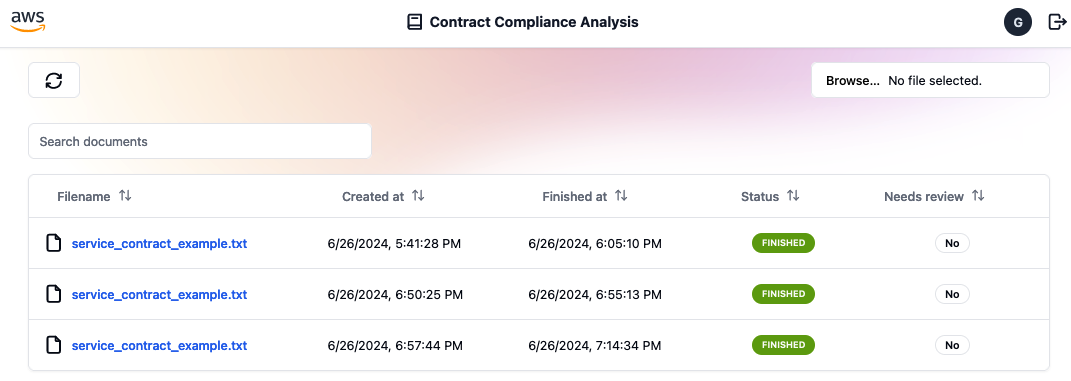 aws
Contract Compliance Analysis
G
Browse... No file selected.
Search documents
Filename Created at Finished at Status Needs review
service_contract_example.txt 6/26/2024, 5:41:28 PM 6/26/2024, 6:05:10 PM FINISHED No
service_contract_example.txt 6/26/2024, 6:50:25 PM 6/26/2024, 6:55:13 PM FINISHED No
service_contract_example.txt 6/26/2024, 6:57:44 PM 6/26/2024, 7:14:34 PM FINISHED No